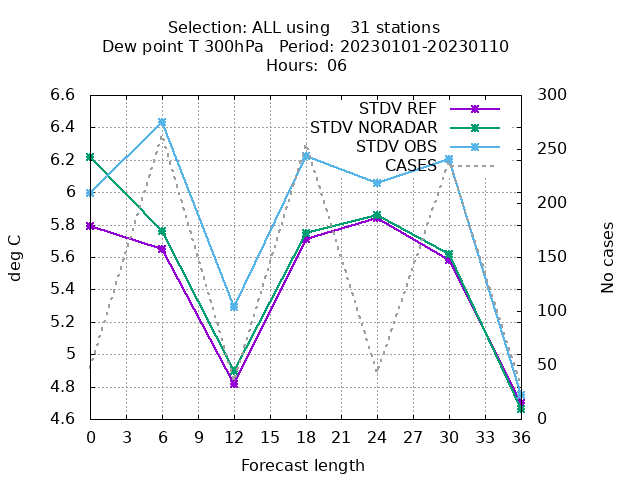 Selection: ALL using    31 stations
Dew point T 300hPa   Period: 20230101-20230110
Hours: 06
STDV REF
STDV NORADAR
STDV OBS
CASES
deg C
6.6
6.4
6.2
6
5.8
5.6
5.4
5.2
5
4.8
4.6
300
250
200
150
100
50
0
No cases
0 3 6 9 12 15 18 21 24 27 30 33 36
Forecast length